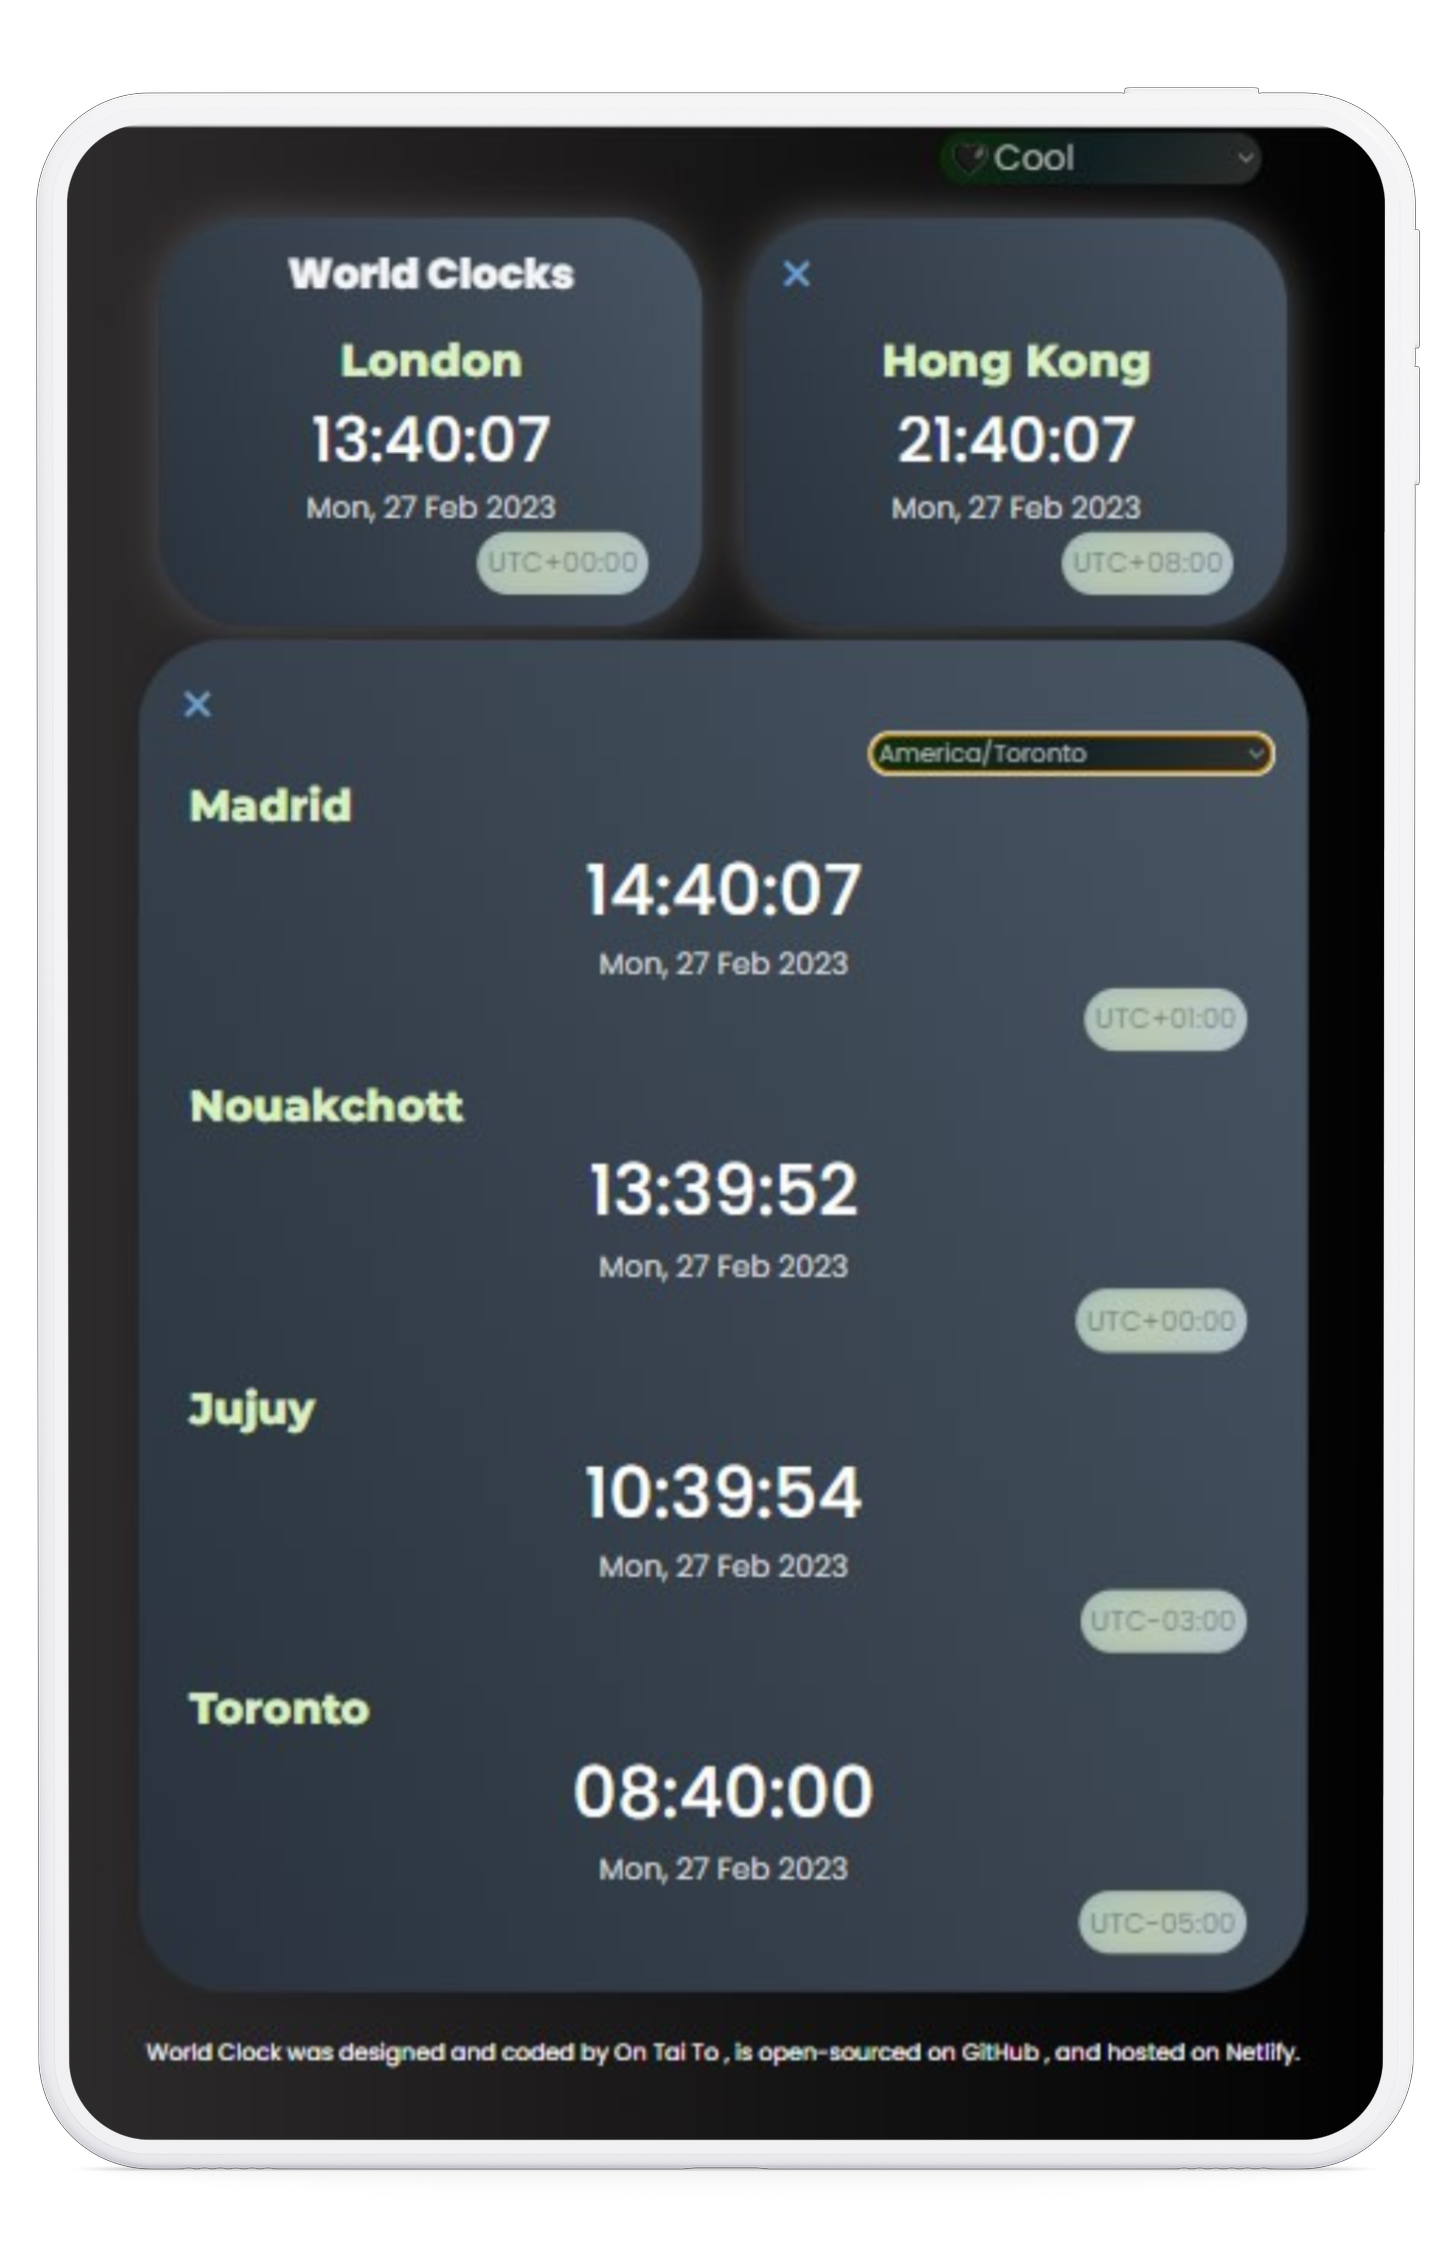 Cool
World Clocks
London
13:40:07
Mon, 27 Feb 2023
UTC+00:00
Hong Kong
21:40:07
Mon, 27 Feb 2023
UTC+08:00
America/Toronto
Madrid
14:40:07
Mon, 27 Feb 2023
UTC+01:00
Nouakchott
13:39:52
Mon, 27 Feb 2023
UTC+00:00
Jujuy
10:39:54
Mon, 27 Feb 2023
UTC-03:00
Toronto
08:40:00
Mon, 27 Feb 2023
UTC-05:00
World Clock was designed and coded by On Tai To , is open-sourced on GitHub , and hosted on Netlify.